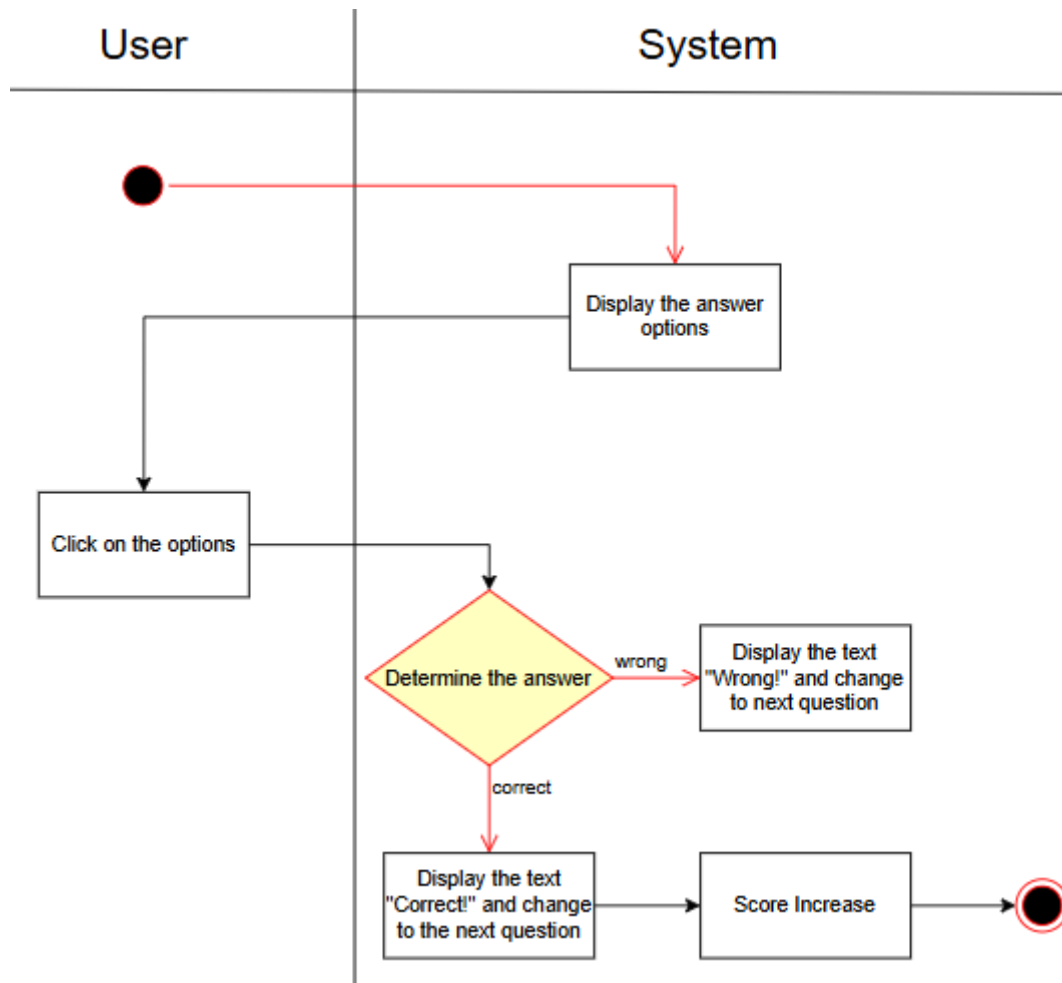 User
System
Display the answer
options
Click on the options
Determine the answer
wrong
Display the text
"Wrong!" and change
to next question
correct
Display the text
"Correct!" and change
to the next question
Score Increase